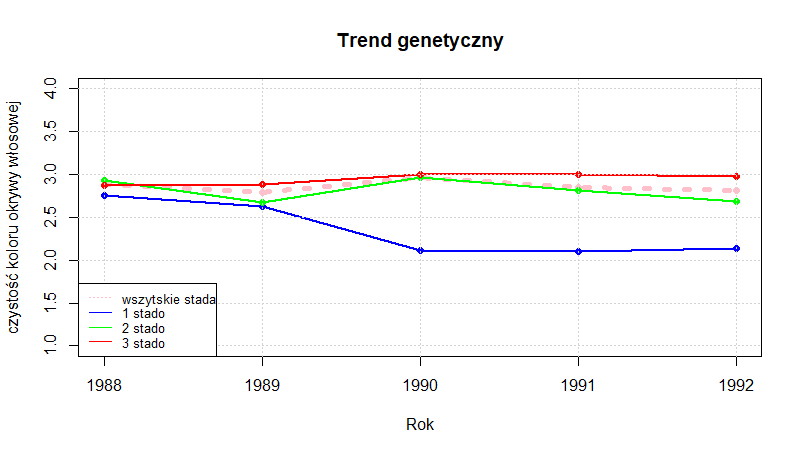 Trend genetyczny
czystość koloru okrywy włosowej
4.0
3.5
3.0
2.5
2.0
1.5
1.0
wszytskie stada
1 stado
2 stado
3 stado
1988 1989 1990 1991 1992
Rok